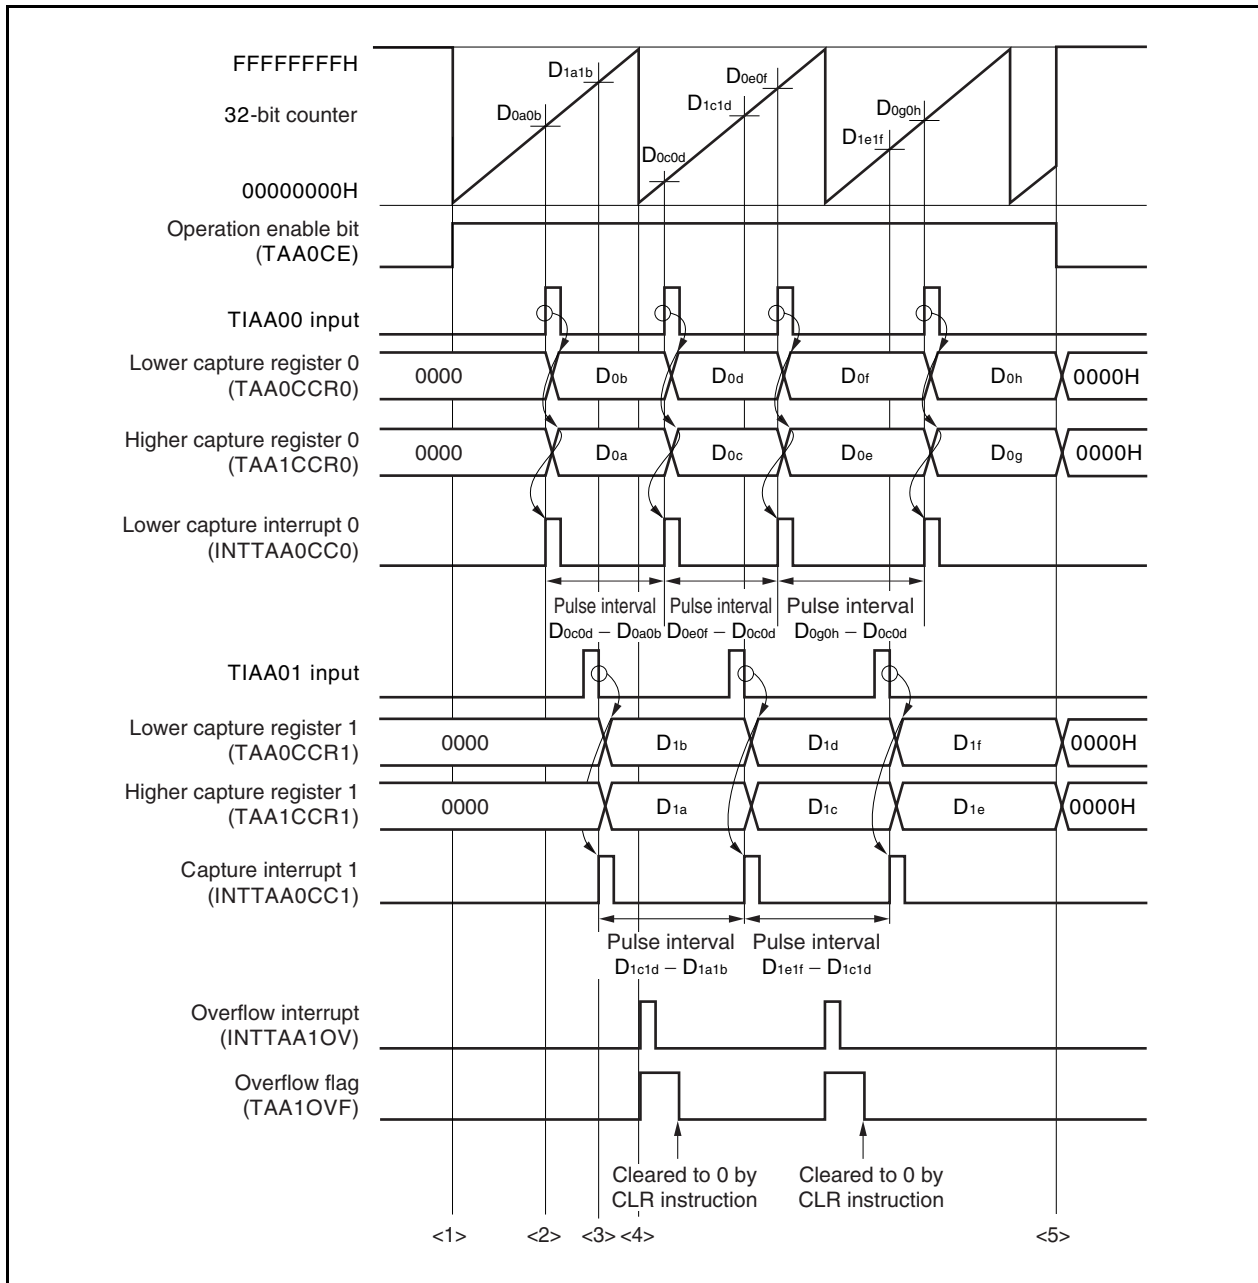 FFFFFFFFH
D1a1b
D0e0f
32-bit counter
D0a0b
D1c1d
D0g0h
D1e1f
D0c0d
00000000H
Operation enable bit
(TAA0CE)
TIAA00 input
Lower capture register 0
(TAA0CCR0)
0000
D0b
D0d
D0f
D0h
0000H
Higher capture register 0
(TAA1CCR0)
0000
D0a
D0c
D0e
D0g
0000H
Lower capture interrupt 0
(INTTAA0CC0)
Pulse interval
D0c0d – D0a0b
Pulse interval
D0e0f – D0c0d
Pulse interval
D0g0h – D0c0d
TIAA01 input
Lower capture register 1
(TAA0CCR1)
0000
D1b
D1d
D1f
0000H
Higher capture register 1
(TAA1CCR1)
0000
D1a
D1c
D1e
0000H
Capture interrupt 1
(INTTAA0CC1)
Pulse interval
D1c1d – D1a1b
Pulse interval
D1e1f – D1c1d
Overflow interrupt
(INTTAA1OV)
Overflow flag
(TAA1OVF)
Cleared to 0 by
CLR instruction
Cleared to 0 by
CLR instruction
<1>
<2>
<3>
<4>
<5>